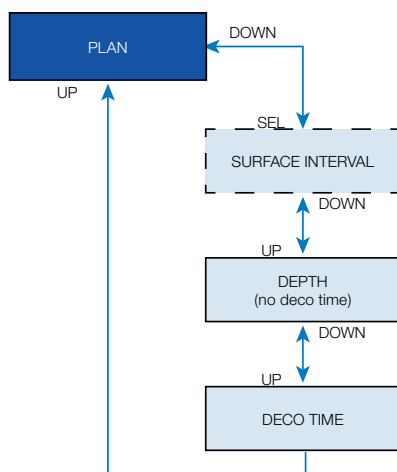 PLAN
DOWN
UP
SEL
SURFACE INTERVAL
DOWN
UP
DEPTH
(no deco time)
DOWN
UP
DECO TIME